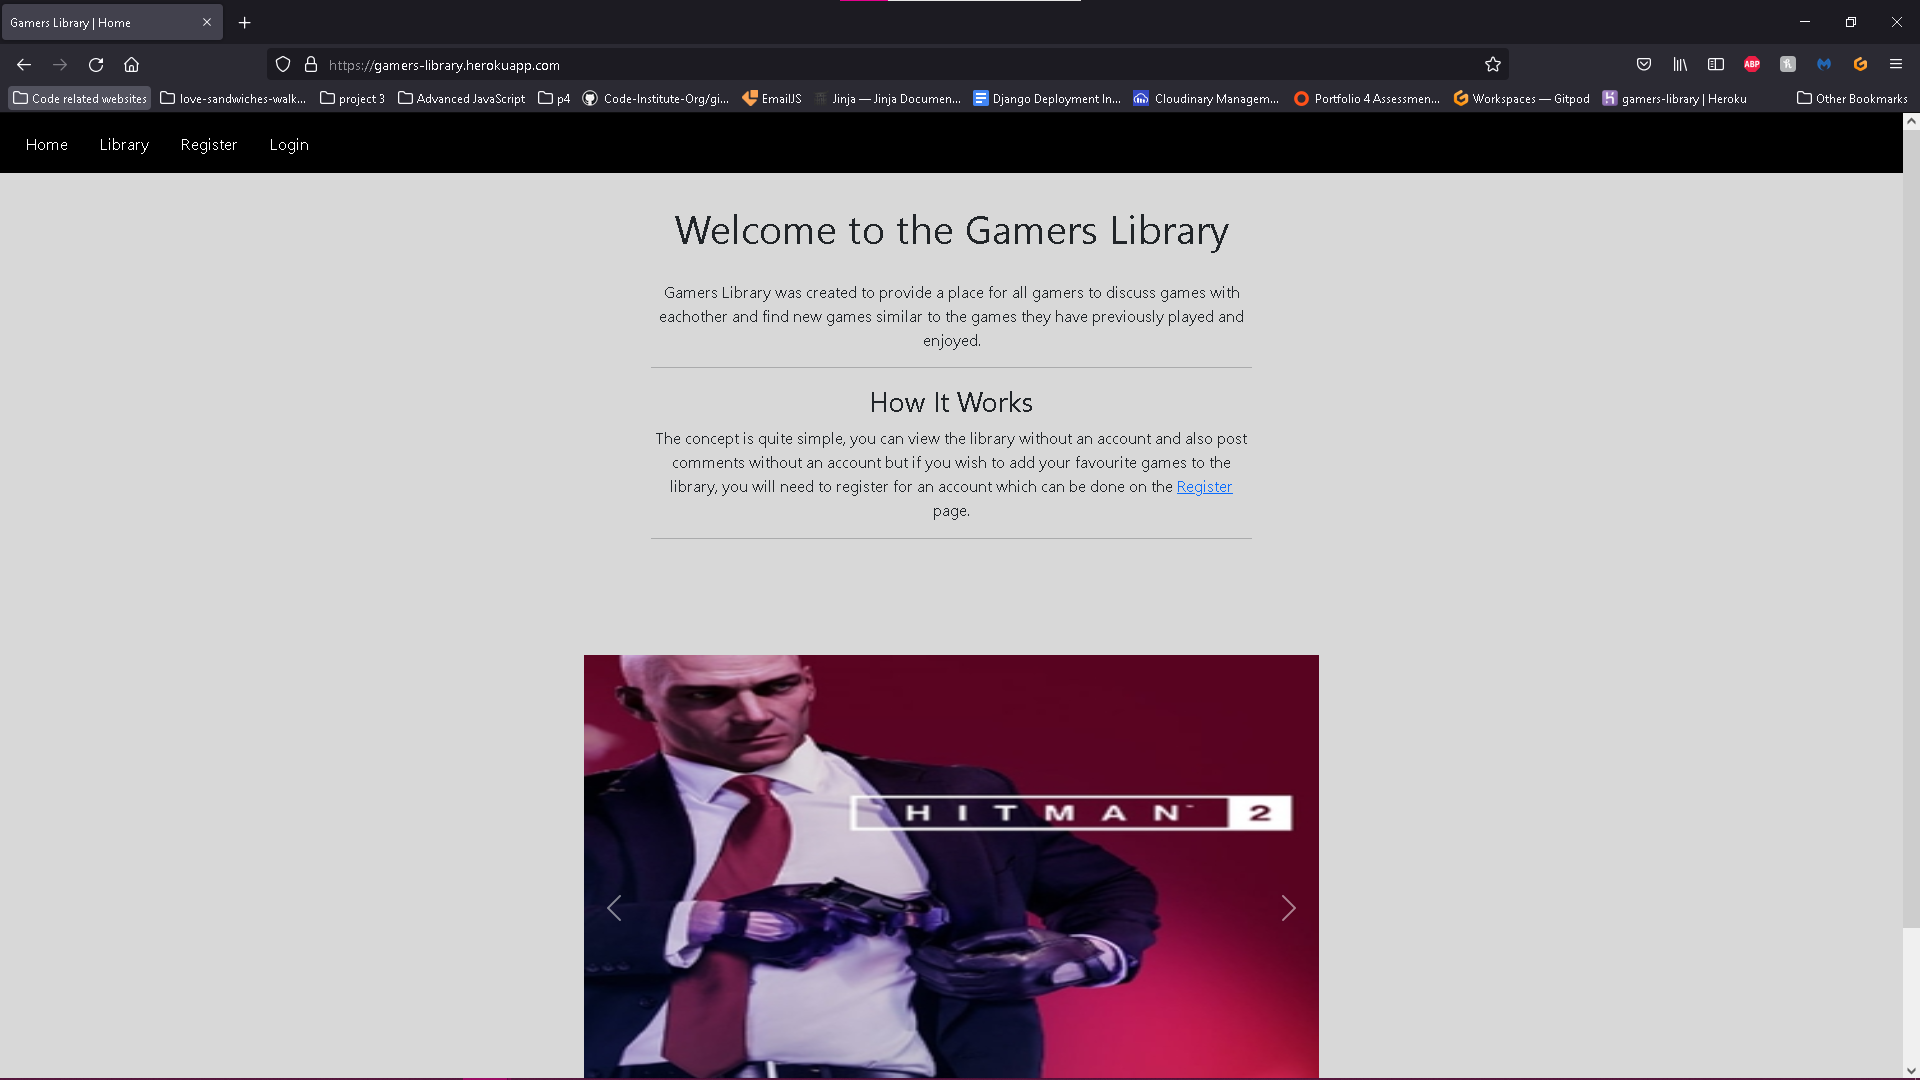 Gamers Library | Home
https://gamers-library.herokuapp.com
ABP
Code related websites
love-sandwiches-walk...
project 3
Advanced JavaScript
p4
Code-Institute-Org/gi...
EmailJS
Jinja — Jinja Documen...
Django Deployment In...
Cloudinary Managem...
Portfolio 4 Assessmen...
Workspaces — Gitpod
gamers-library | Heroku
Other Bookmarks
Home Library Register Login
Welcome to the Gamers Library
Gamers Library was created to provide a place for all gamers to discuss games with
eachother and find new games similar to the games they have previously played and
enjoyed.
How It Works
The concept is quite simple, you can view the library without an account and also post
comments without an account but if you wish to add your favourite games to the
library, you will need to register for an account which can be done on the Register
page.
HITMAN™ 2